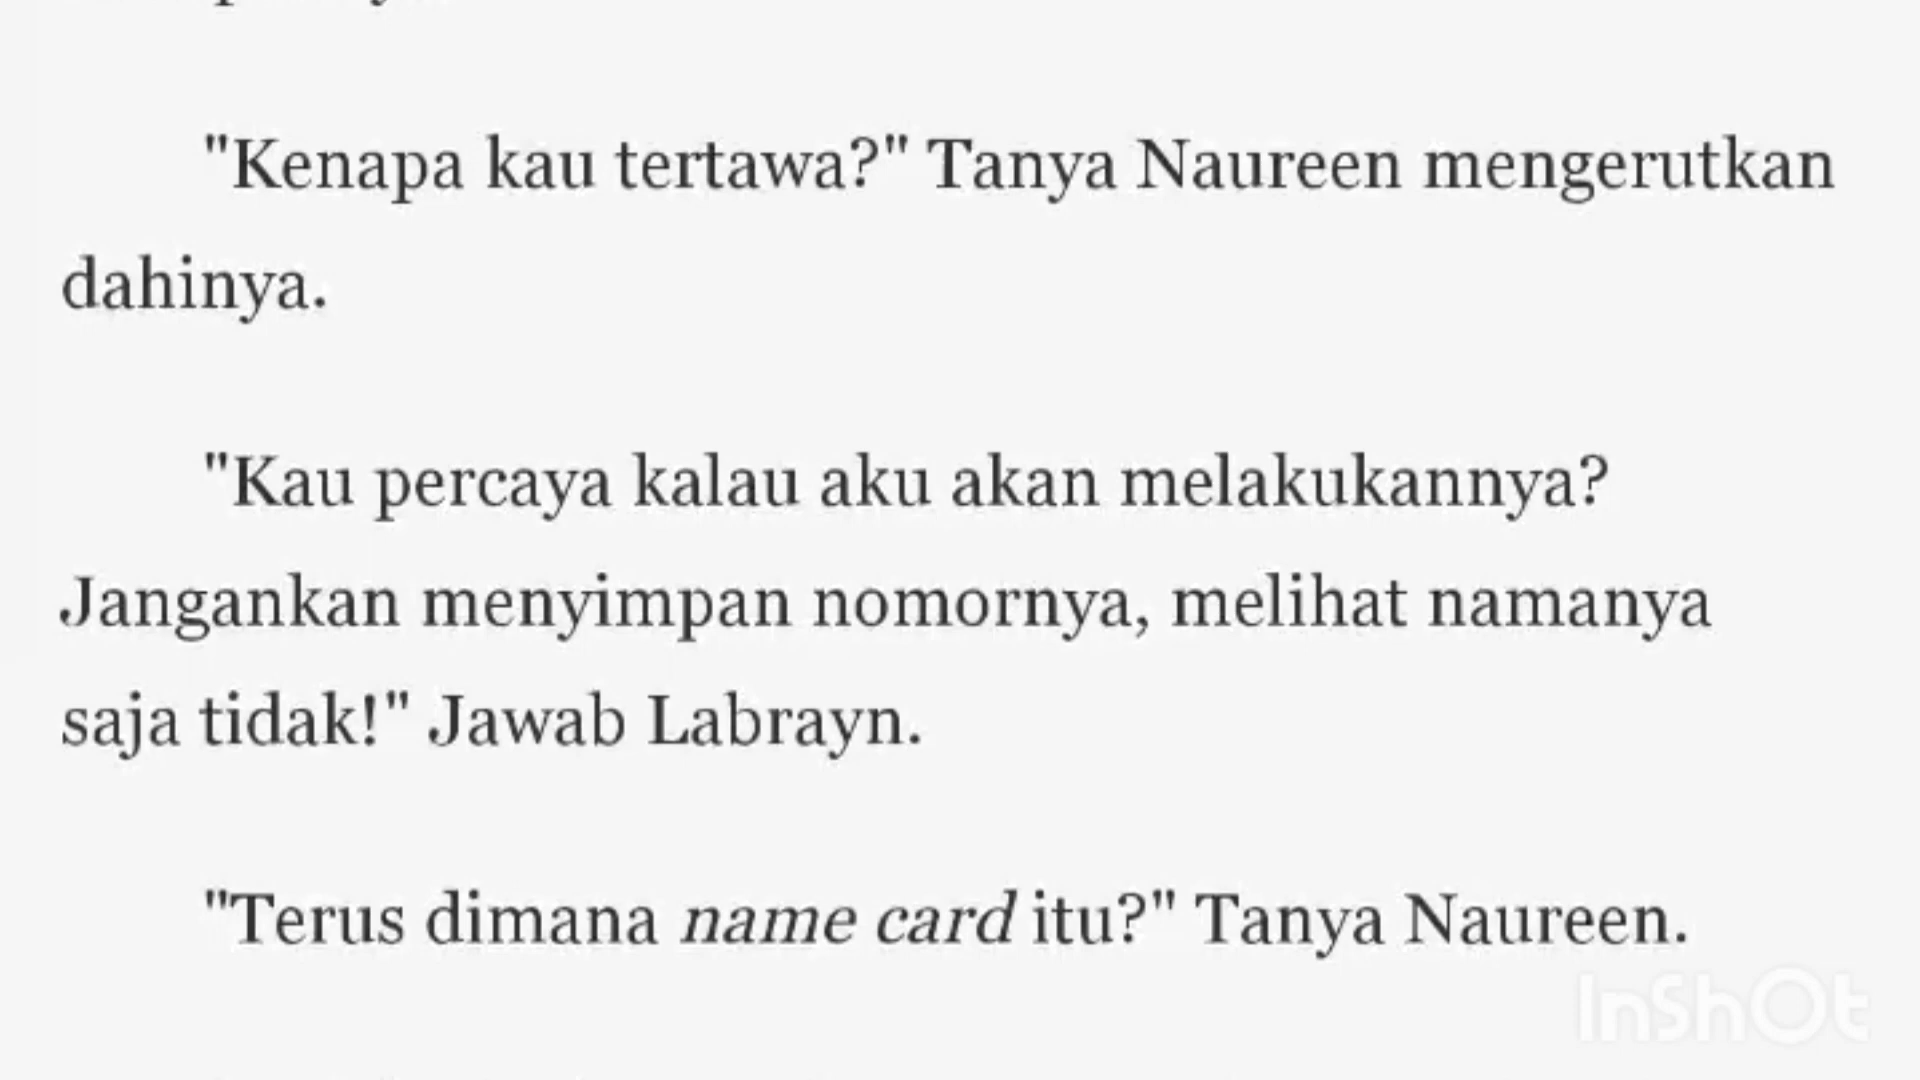 "Kenapa kau tertawa?" Tanya Naureen mengerutkan
dahinya.
"Kau percaya kalau aku akan melakukannya?
Jangankan menyimpan nomornya, melihat namanya
saja tidak!" Jawab Labrayn.
"Terus dimana name card itu?" Tanya Naureen.
InShOt